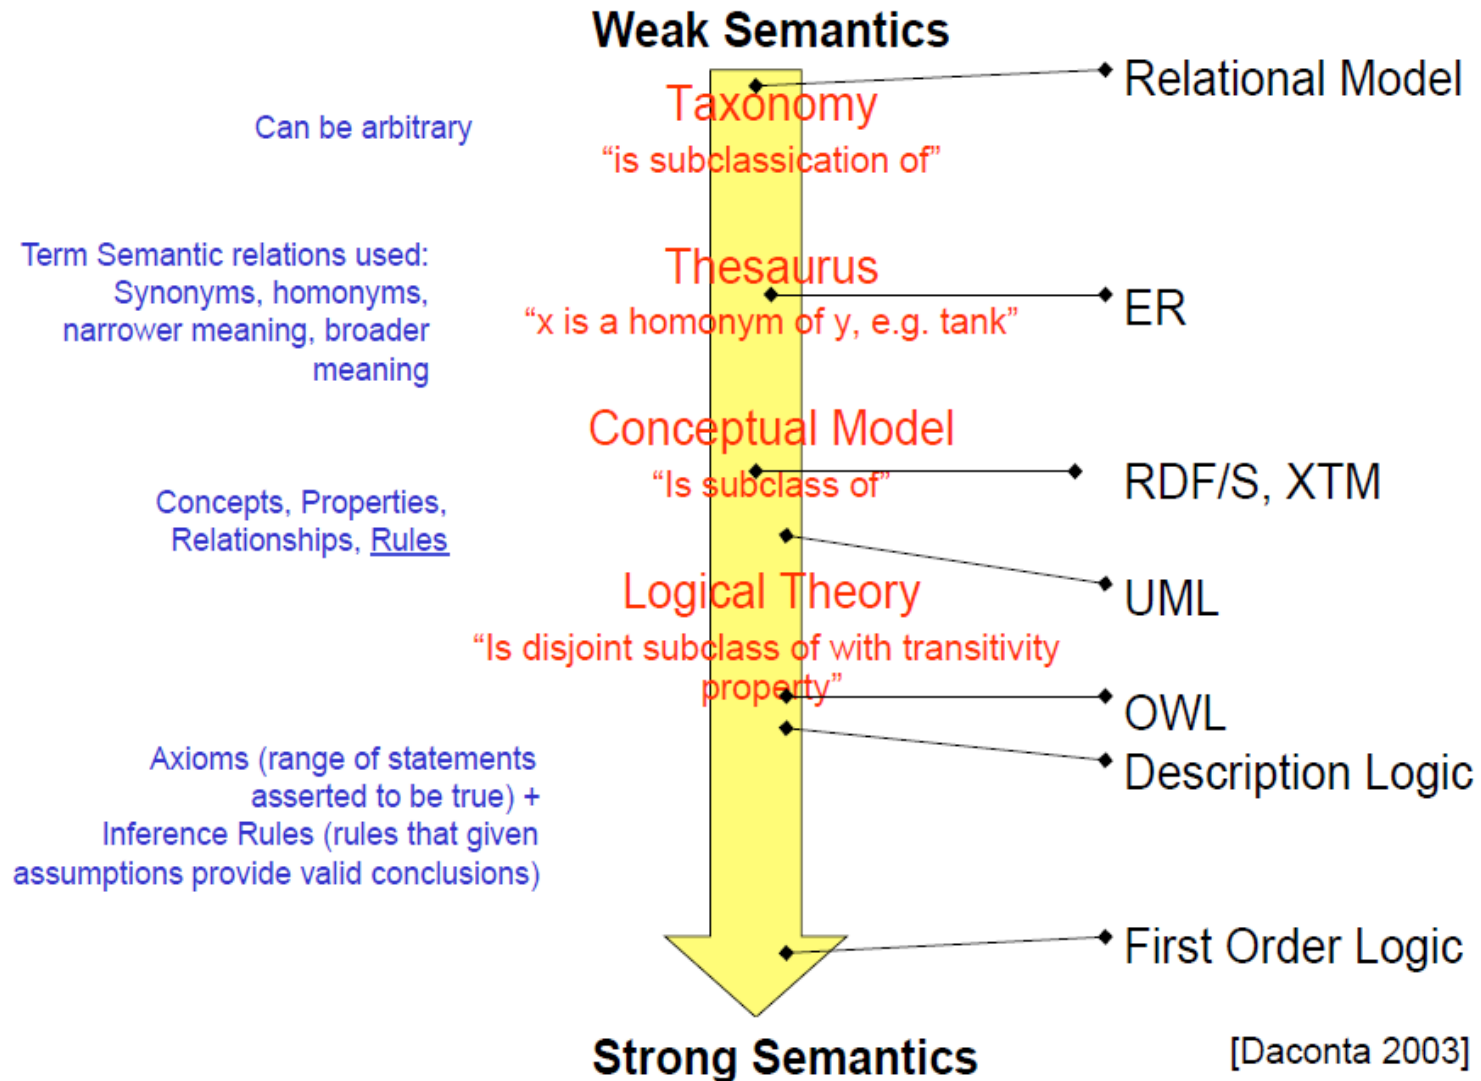 Weak Semantics
Relational Model
Taxonomy
Can be arbitrary
“is subclassication of”
Term Semantic relations used:
Synonyms, homonyms,
narrower meaning, broader
meaning
Thesaurus
“x is a homonym of y, e.g. tank”
ER
Conceptual Model
“Is subclass of”
RDF/S, XTM
Concepts, Properties,
Relationships, Rules
UML
Logical Theory
“Is disjoint subclass of with transitivity
property”
OWL
Description Logic
Axioms (range of statements
asserted to be true) +
Inference Rules (rules that given
assumptions provide valid conclusions)
First Order Logic
Strong Semantics
[Daconta 2003]